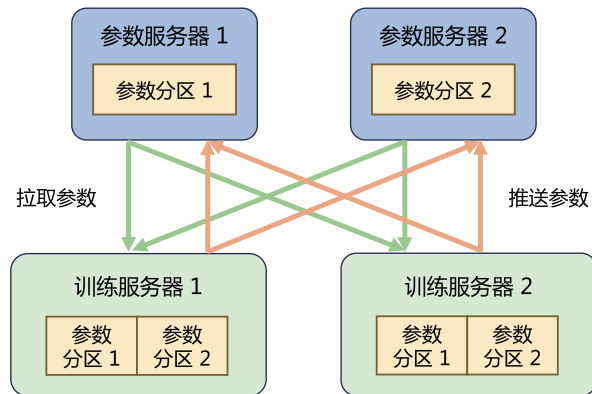 参数服务器 1
参数服务器 2
参数分区 1
参数分区 2
拉取参数
推送参数
训练服务器 1
训练服务器 2
参数
分区 1
参数
分区 2
参数
分区 1
参数
分区 2